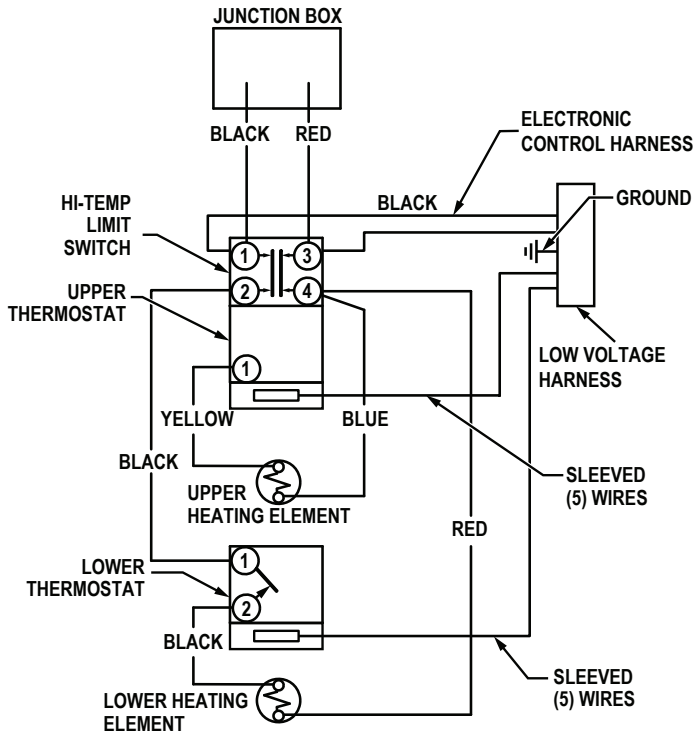 JUNCTION BOX
BLACK RED
ELECTRONIC
CONTROL HARNESS
BLACK
GROUND
HI-TEMP
LIMIT
SWITCH
1 3
2 4
UPPER
THERMOSTAT
LOW VOLTAGE
HARNESS
1
YELLOW
BLUE
BLACK
SLEEVED
(5) WIRES
UPPER
HEATING ELEMENT
RED
LOWER
THERMOSTAT
1
2
BLACK
SLEEVED
(5) WIRES
LOWER HEATING
ELEMENT